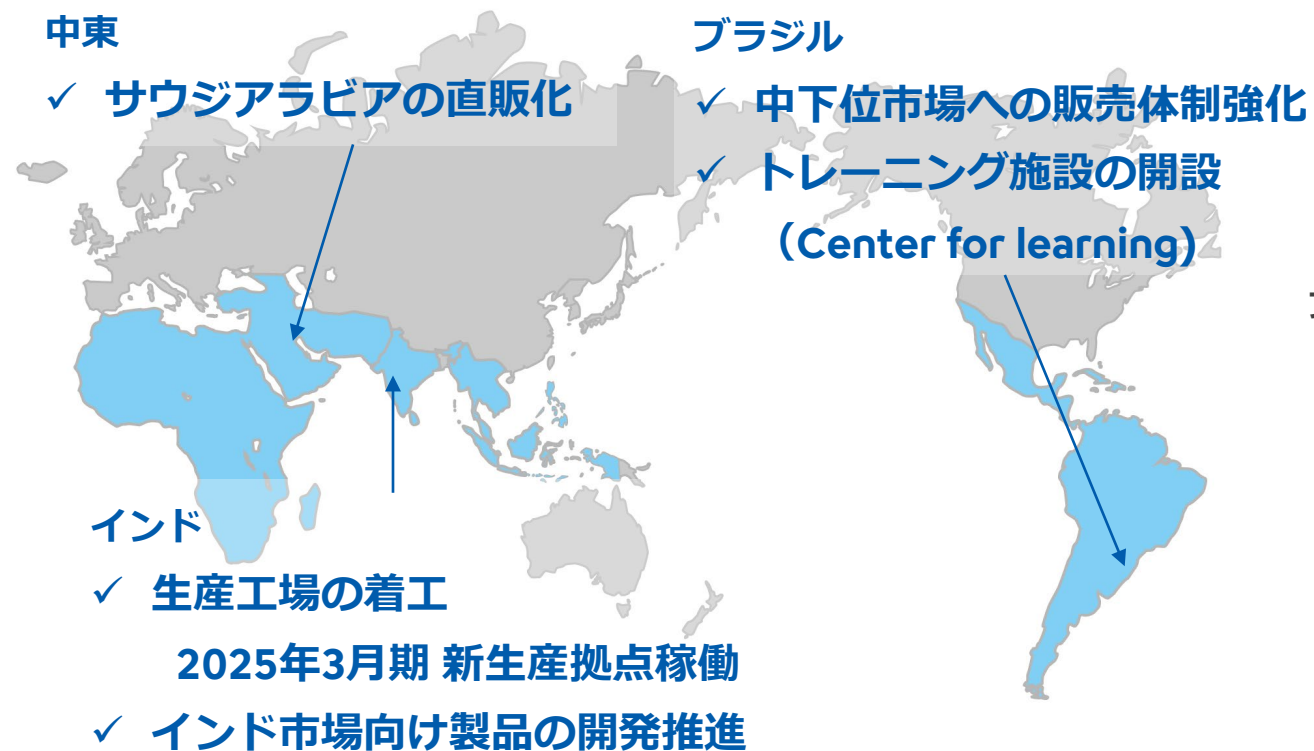 中東
✓ サウジアラビアの直販化
ブラジル
✓ 中下位市場への販売体制強化
✓ トレーニング施設の開設
（Center for learning)
インド
✓ 生産工場の着工
2025年3月期 新生産拠点稼働
✓ インド市場向け製品の開発推進